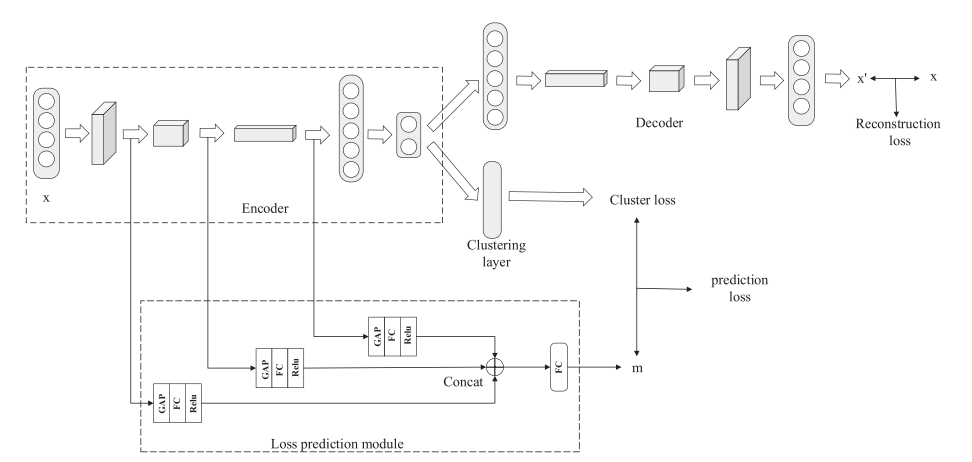 x'
x
Decoder
Reconstruction
loss
x
Encoder
Cluster loss
Clustering
layer
prediction
loss
GAP FC Relu
GAP FC Relu
Concat
FC
m
GAP FC Relu
Loss prediction module